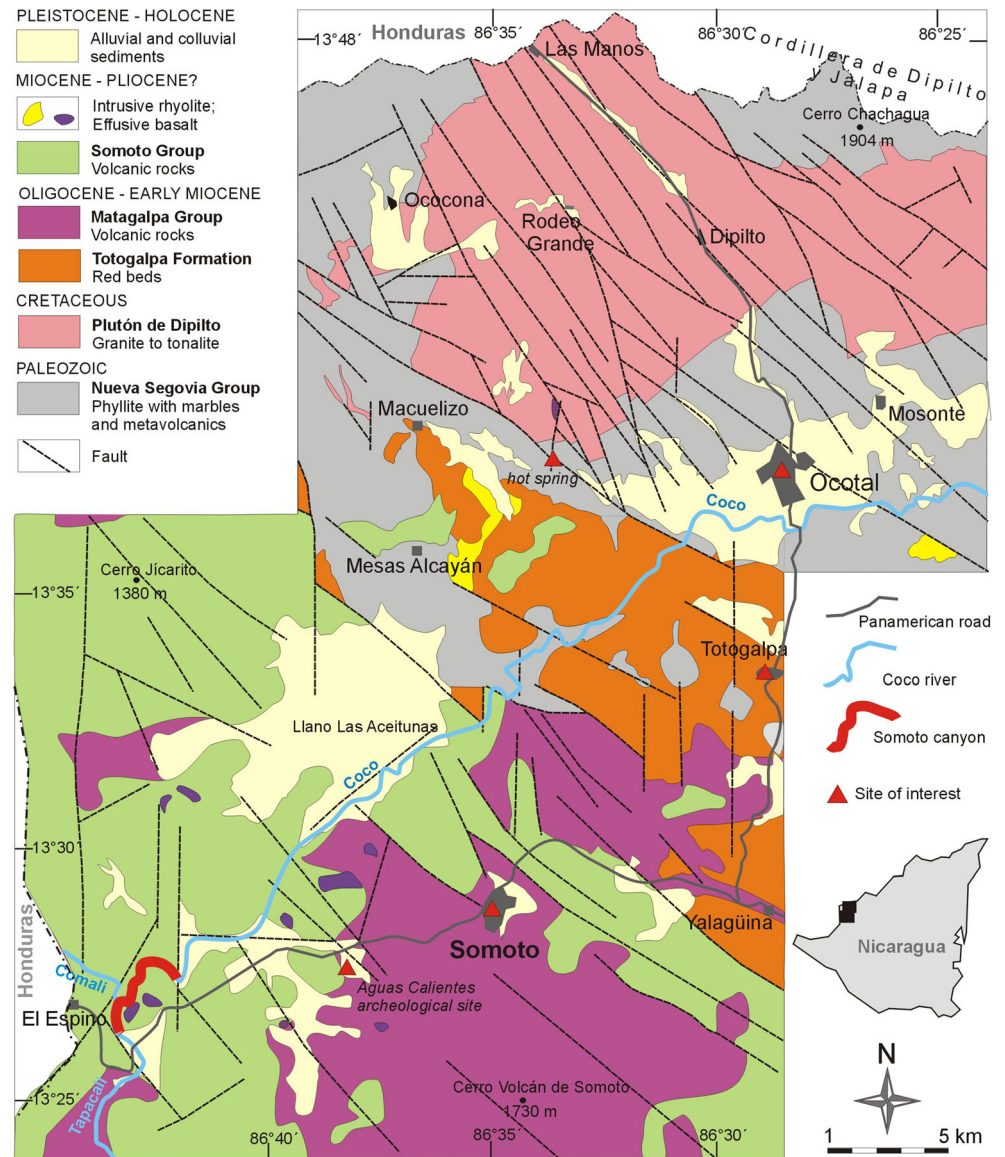 PLEISTOCENE - HOLOCENE
Alluvial and colluvial
sediments
MIOCENE - PLIOCENE?
Intrusive rhyolite;
Effusive basalt
Somoto Group
Volcanic rocks
OLIGOCENE - EARLY MIOCENE
Matagalpa Group
Volcanic rocks
Totogalpa Formation
Red beds
CRETACEOUS
Plutón de Dipilto
Granite to tonalite
PALEOZOIC
Nueva Segovia Group
Phyllite with marbles
and metavolcanics
Fault
13°48´
Honduras
86°35´
86°30´
86°25´
Cordillera de Dipilto
y Jalapa
Las Manos
Cerro Chachagua
1904 m
Ococona
Rodeo
Grande
Dipilto
Macuelizo
Mosonte
hot spring
Ocotal
Coco
Mesas Alcayán
Cerro Jícarito
1380 m
13°35´
Totogalpa
Llano Las Aceitunas
Coco
13°30´
Yalagüina
Somoto
Honduras
Comali
El Espino
Aguas Calientes
archeological site
Cerro Volcán de Somoto
1730 m
13°25´
Tapacalí
86°40´
86°35´
86°30´
Panamerican road
Coco river
Somoto canyon
Site of interest
Nicaragua
N
1
5 km